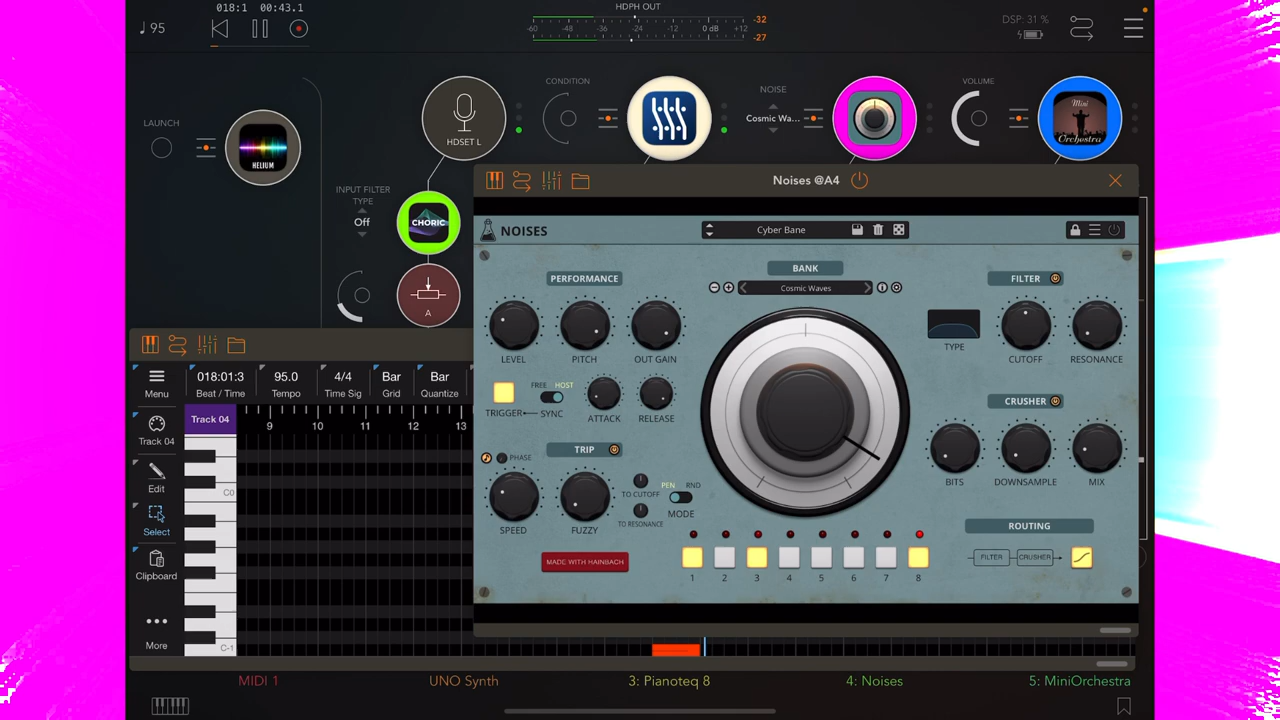 018:1 00:43.1
95
HDPH OUT
-60 -48 -36 -24 -12 0 dB +12
-32
-27
DSP: 31 %
LAUNCH
HELIUM
HDSET L
CONDITION
NOISE
Cosmic Wa...
VOLUME
Mini
Orchestra
INPUT FILTER
TYPE
Off
CHORIC
A
Noises @A4
NOISES
Cyber Bane
BANK
Cosmic Waves
PERFORMANCE
LEVEL PITCH OUT GAIN
FREE HOST
TRIGGER SYNC
ATTACK RELEASE
TRIP
PHASE
SPEED FUZZY
TO CUTOFF
TO RESONANCE
PEN RND
MODE
MADE WITH HAINBACH
1 2 3 4 5 6 7 8
FILTER
TYPE CUTOFF RESONANCE
CRUSHER
BITS DOWNSAMPLE MIX
ROUTING
FILTER CRUSHER
Menu
018:01:3
Beat / Time
95.0
Tempo
4/4
Time Sig
Bar
Grid
Bar
Quantize
Track 04
9 10 11 12 13
Track 04
Edit
Select
Clipboard
More
C0
C-1
MIDI 1
UNO Synth
3: Pianoteq 8
4: Noises
5: MiniOrchestra